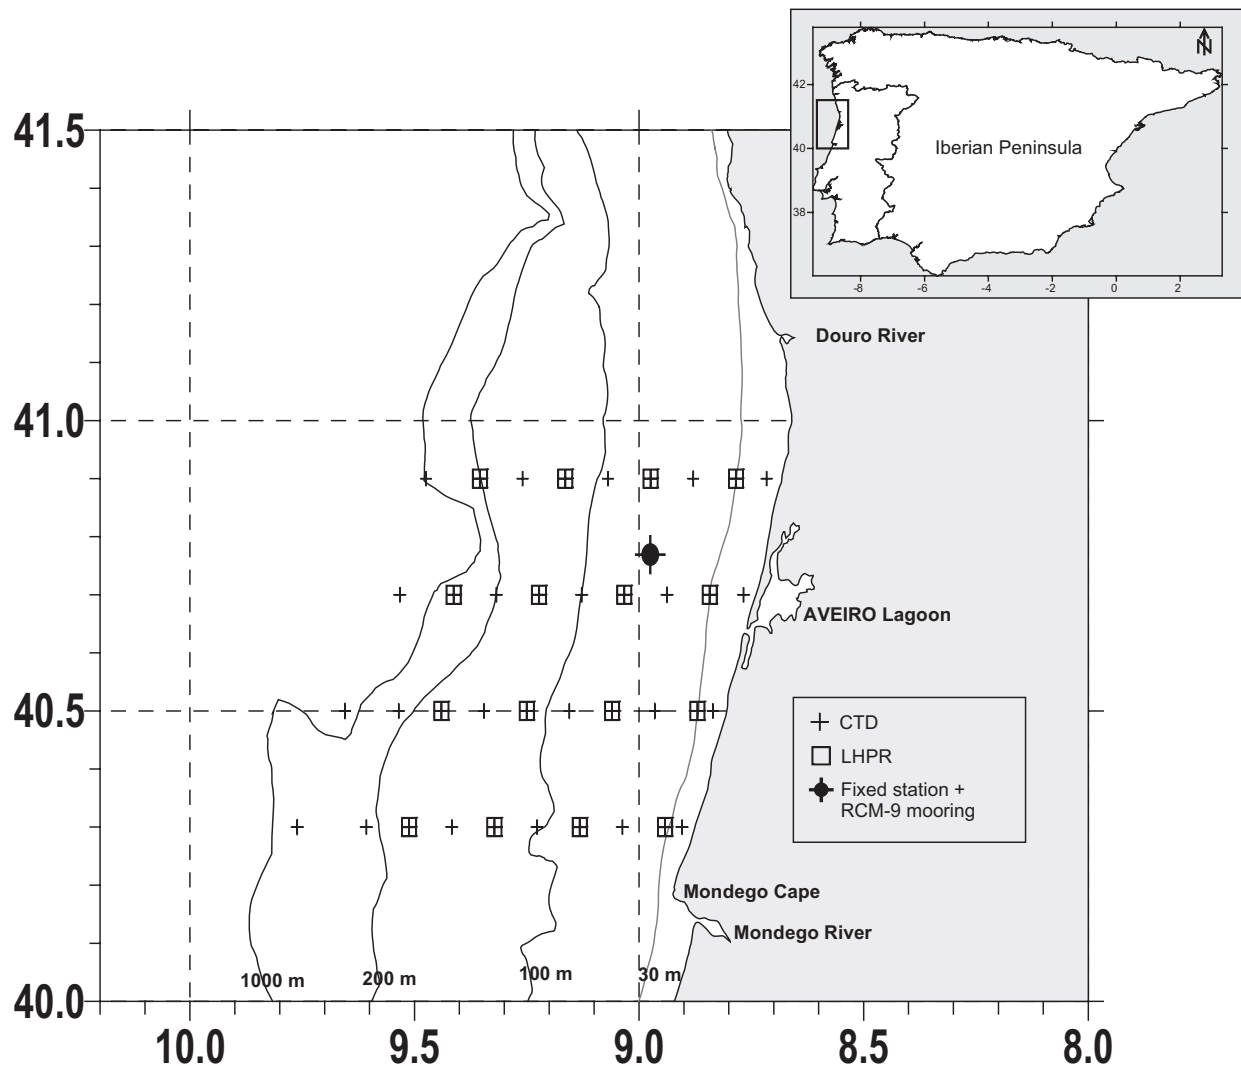 N
42
40
38
Iberian Peninsula
-8
-6
-4
-2
0
2
41.5
Douro River
41.0
AVEIRO Lagoon
40.5
CTD
LHPR
Fixed station +
RCM-9 mooring
Mondego Cape
Mondego River
1000 m
200 m
100 m
30 m
40.0
10.0
9.5
9.0
8.5
8.0